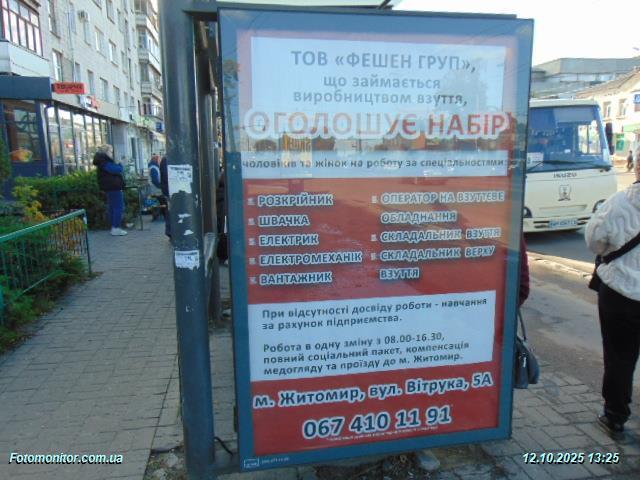 ТОВ «ФЕШЕН ГРУП»,
що займається
виробництвом взуття,
ОГОЛОШУЄ НАБІР
чоловіків та жінок на роботу за спеціальностями:
РОЗКРІЙНИК
ШВАЧКА
ЕЛЕКТРИК
ЕЛЕКТРОМЕХАНІК
ВАНТАЖНИК
ОПЕРАТОР НА ВЗУТТЄВЕ
ОБЛАДНАННЯ
СКЛАДАЛЬНИК ВЗУТЯ
СКЛАДАЛЬНИК ВЕРХУ
ВЗУТТЯ
При відсутності досвіду роботи - навчання
за рахунок підприємства.
Робота в одну зміну з 08.00-16.30,
повний соціальний пакет, компенсація
медогляду та проїзду до м. Житомир.
м. Житомир, вул. Вітрука, 5А
067 410 11 91
ISUZU
Fotomonitor.com.ua
12.10.2025 13:25